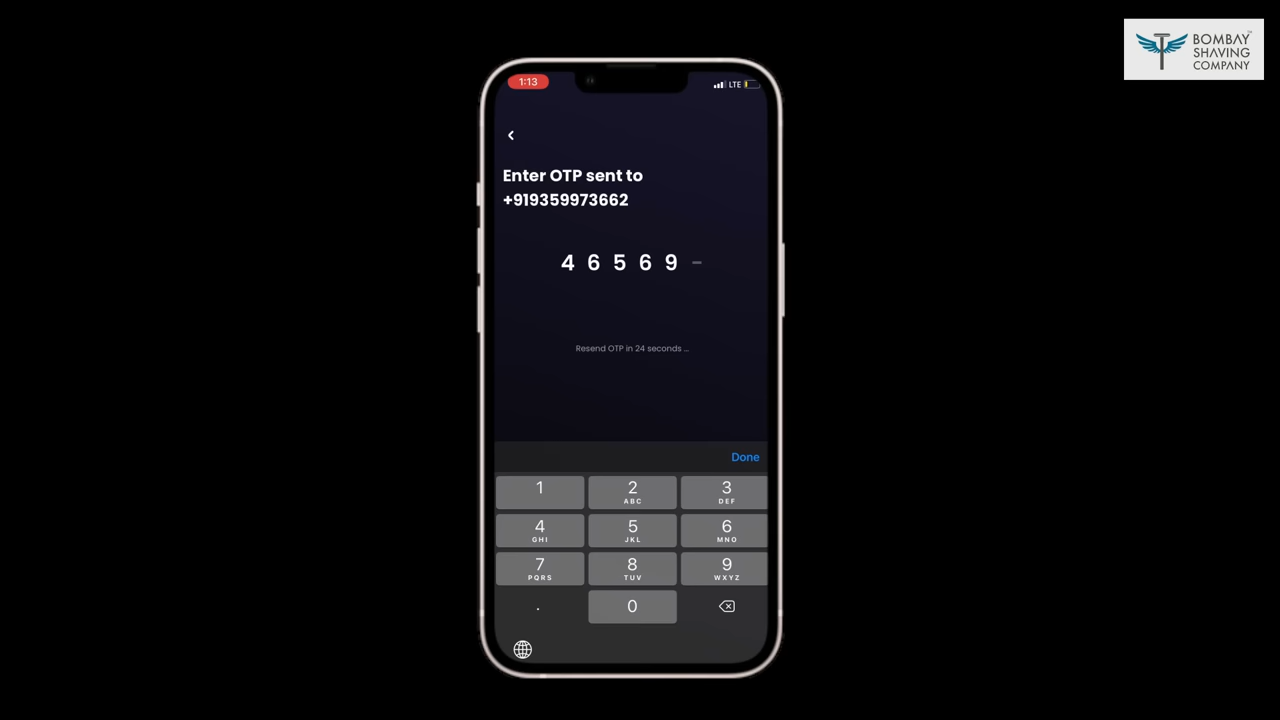 BOMBAY
SHAVING
COMPANY
1:13
LTE
Enter OTP sent to
+919359973662
4 6 5 6 9 -
Resend OTP in 24 seconds ...
Done
1
2
ABC
3
DEF
4
GHI
5
JKL
6
MNO
7
PQRS
8
TUV
9
WXYZ
.
0